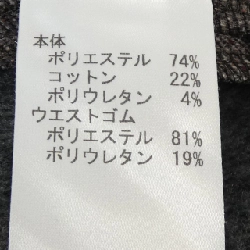 本体
ポリエステル 74%
コットン 22%
ポリウレタン 4%
ウエストゴム
ポリエステル 81%
ポリウレタン 19%